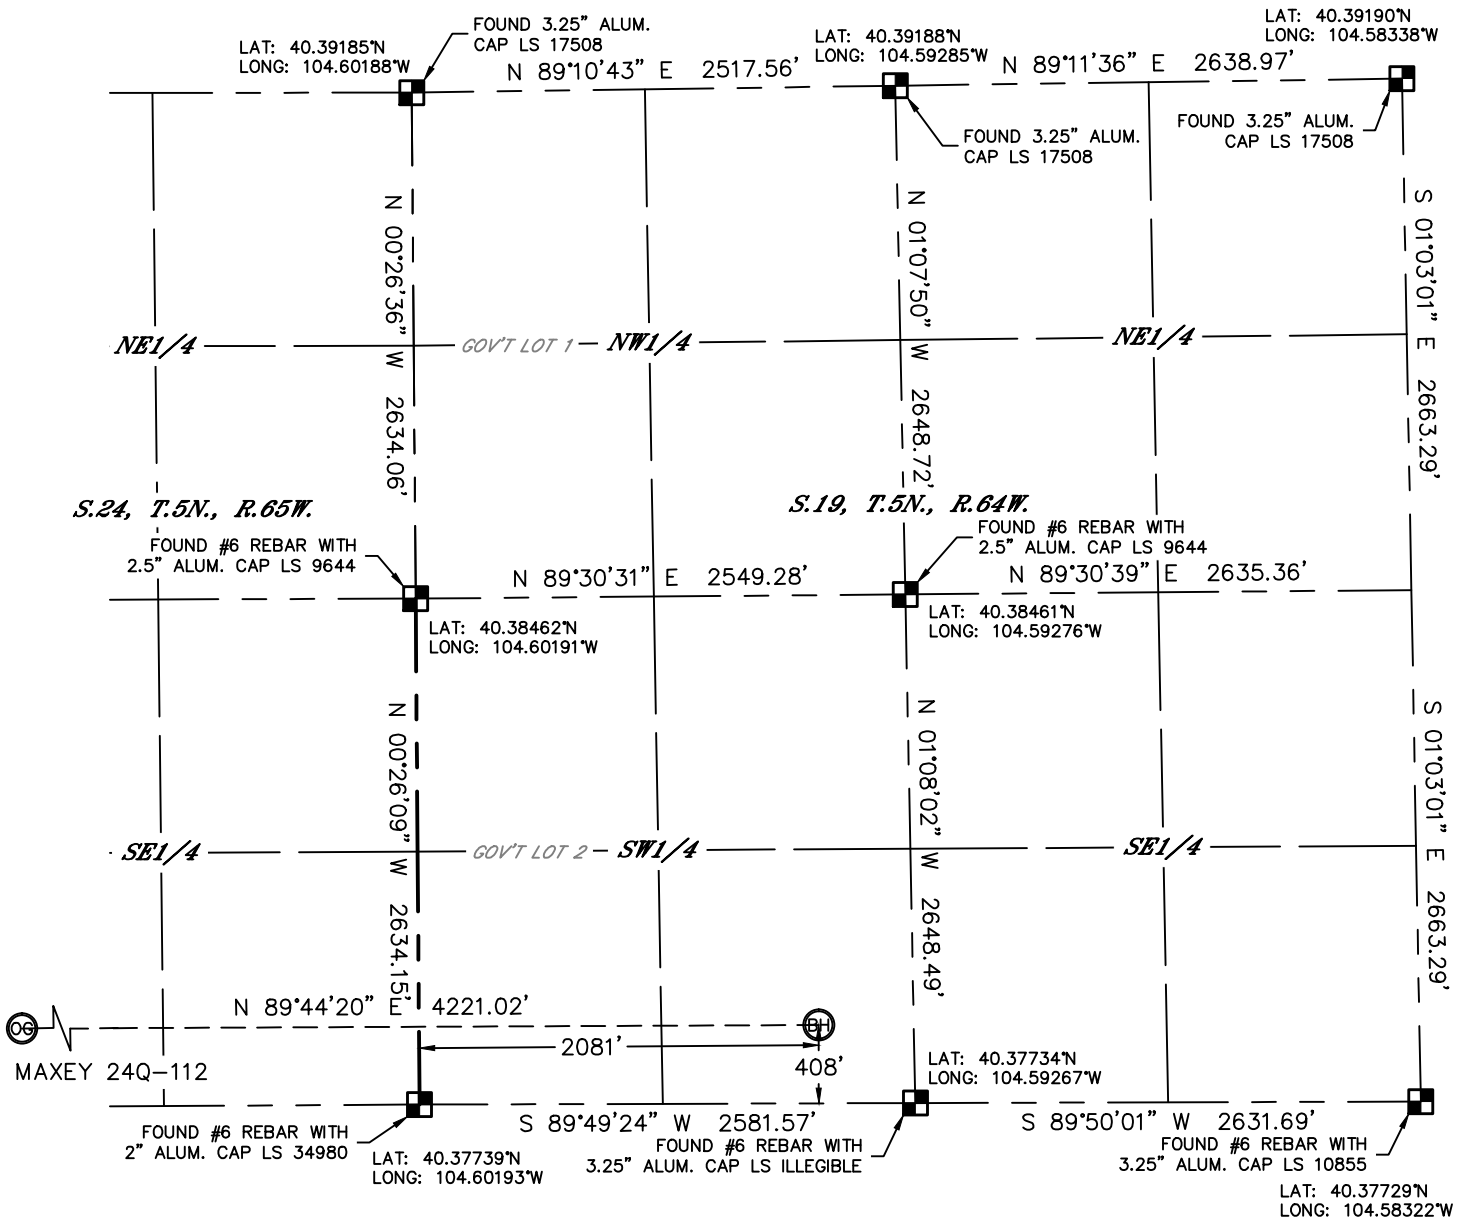 LAT: 40.39190°N
LONG: 104.58338°W
FOUND 3.25" ALUM.
CAP LS 17508
LAT: 40.39188°N
LONG: 104.59285°W
LAT: 40.39185°N
LONG: 104.60188°W
N 89°10'43" E 2517.56'
N 89°11'36" E 2638.97'
FOUND 3.25" ALUM.
CAP LS 17508
FOUND 3.25" ALUM.
CAP LS 17508
N 00°26'36" W 2634.06'
N 01°07'50" W 2648.72'
S 01°03'01" E 2663.29'
NE1/4
GOV'T LOT 1
NW1/4
NE1/4
S.24, T.5N., R.65W.
S.19, T.5N., R.64W.
FOUND #6 REBAR WITH
2.5" ALUM. CAP LS 9644
FOUND #6 REBAR WITH
2.5" ALUM. CAP LS 9644
N 89°30'31" E 2549.28'
N 89°30'39" E 2635.36'
LAT: 40.38462°N
LONG: 104.60191°W
LAT: 40.38461°N
LONG: 104.59276°W
N 00°26'09" W 2634.15'
N 01°08'02" W 2648.49'
S 01°03'01" E 2663.29'
SE1/4
GOV'T LOT 2
SW1/4
SE1/4
N 89°44'20" E 4221.02'
OG
BH
MAXEY 24Q-112
2081'
408'
LAT: 40.37734°N
LONG: 104.59267°W
S 89°49'24" W 2581.57'
S 89°50'01" W 2631.69'
FOUND #6 REBAR WITH
2" ALUM. CAP LS 34980
LAT: 40.37739°N
LONG: 104.60193°W
FOUND #6 REBAR WITH
3.25" ALUM. CAP LS ILLEGIBLE
FOUND #6 REBAR WITH
3.25" ALUM. CAP LS 10855
LAT: 40.37729°N
LONG: 104.58322°W